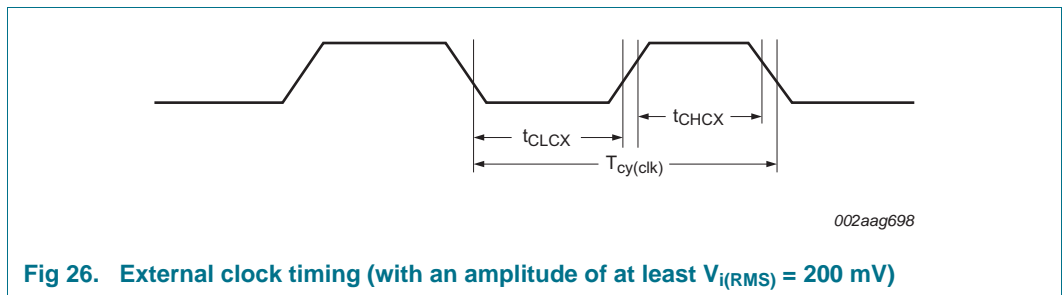 tCLCX
tCHCX
Tcy(clk)
002aag698
Fig 26. External clock timing (with an amplitude of at least Vi(RMS) = 200 mV)